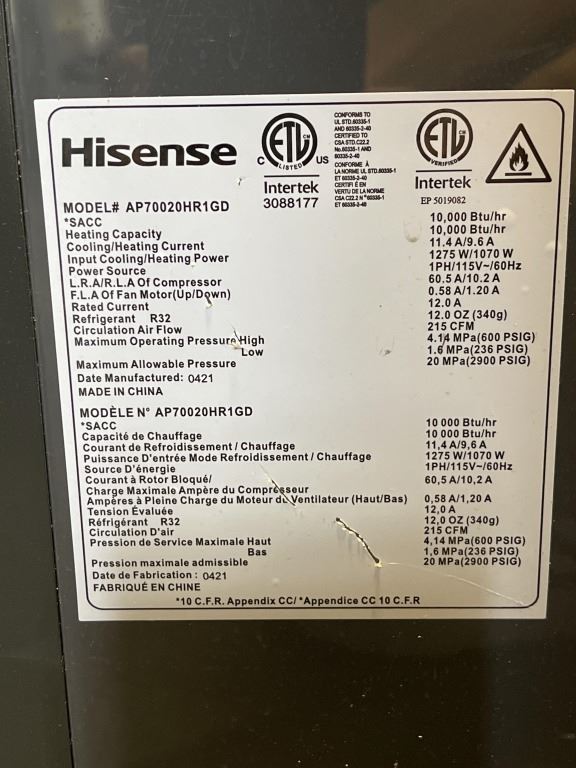 Hisense
C ETL CM LISTED US
Intertek
3088177
CONFORMS TO
UL STD.60335-1
AND 60335-2-40
CERTIFIED TO
CSA STD.C22.2
No.60335-1 AND
60335-2-40
CONFORME À
LA NORME UL STD.60335-1
ET 60335-2-40
CERTIFI É EN
VERTU DE LA NORME
CSA C22.2 N° 60335-1
ET 60335-2-40
ETL CM VERIFIED
Intertek
EP 5019082
MODEL# AP70020HR1GD
*SACC 10,000 Btu/hr
Heating Capacity 10,000 Btu/hr
Cooling/Heating Current 11.4 A/9.6 A
Input Cooling/Heating Power 1275 W/1070 W
Power Source 1PH/115V~/60Hz
L.R.A/R.L.A Of Compressor 60.5 A/10.2 A
F.L.A Of Fan Motor(Up/Down) 0.58 A/1.20 A
Rated Current 12.0 A
Refrigerant R32 12.0 OZ (340g)
Circulation Air Flow 215 CFM
Maximum Operating Pressure High 4.14 MPa(600 PSIG)
Low 1.6 MPa(236 PSIG)
Maximum Allowable Pressure 20 MPa(2900 PSIG)
Date Manufactured: 0421
MADE IN CHINA
MODÈLE N° AP70020HR1GD
*SACC 10 000 Btu/hr
Capacité de Chauffage 10 000 Btu/hr
Courant de Refroidissement / Chauffage 11,4 A/9,6 A
Puissance D'entrée Mode Refroidissement / Chauffage 1275 W/1070 W
Source D'énergie 1PH/115V~/60Hz
Courant à Rotor Bloqué/ 60,5 A/10,2 A
Charge Maximale Ampère du Compresseur
Ampères à Pleine Charge du Moteur du Ventilateur (Haut/Bas) 0,58 A/1,20 A
Tension Évaluée 12,0 A
Réfrigérant R32 12,0 OZ (340g)
Circulation D'air 215 CFM
Pression de Service Maximale Haut 4,14 MPa(600 PSIG)
Bas 1,6 MPa(236 PSIG)
Pression maximale admissible 20 MPa(2900 PSIG)
Date de Fabrication : 0421
FABRIQUÉ EN CHINE
*10 C.F.R. Appendix CC/ *Appendice CC 10 C.F.R